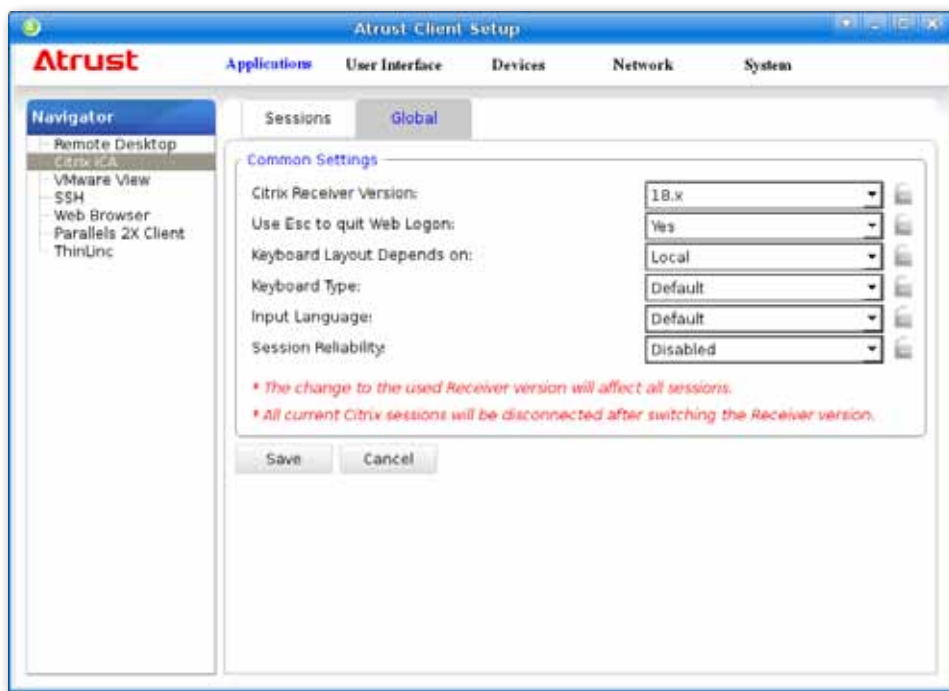 Atrust Client Setup
Atrust
Applications User Interface Devices Network System
Navigator
Remote Desktop
Citrix ICA
VMware View
SSH
Web Browser
Parallels 2X Client
ThinLinc
Sessions Global
Common Settings
Citrix Receiver Version: 18.x
Use Esc to quit Web Logon: Yes
Keyboard Layout Depends on: Local
Keyboard Type: Default
Input Language: Default
Session Reliability: Disabled
* The change to the used Receiver version will affect all sessions.
* All current Citrix sessions will be disconnected after switching the Receiver version.
Save Cancel